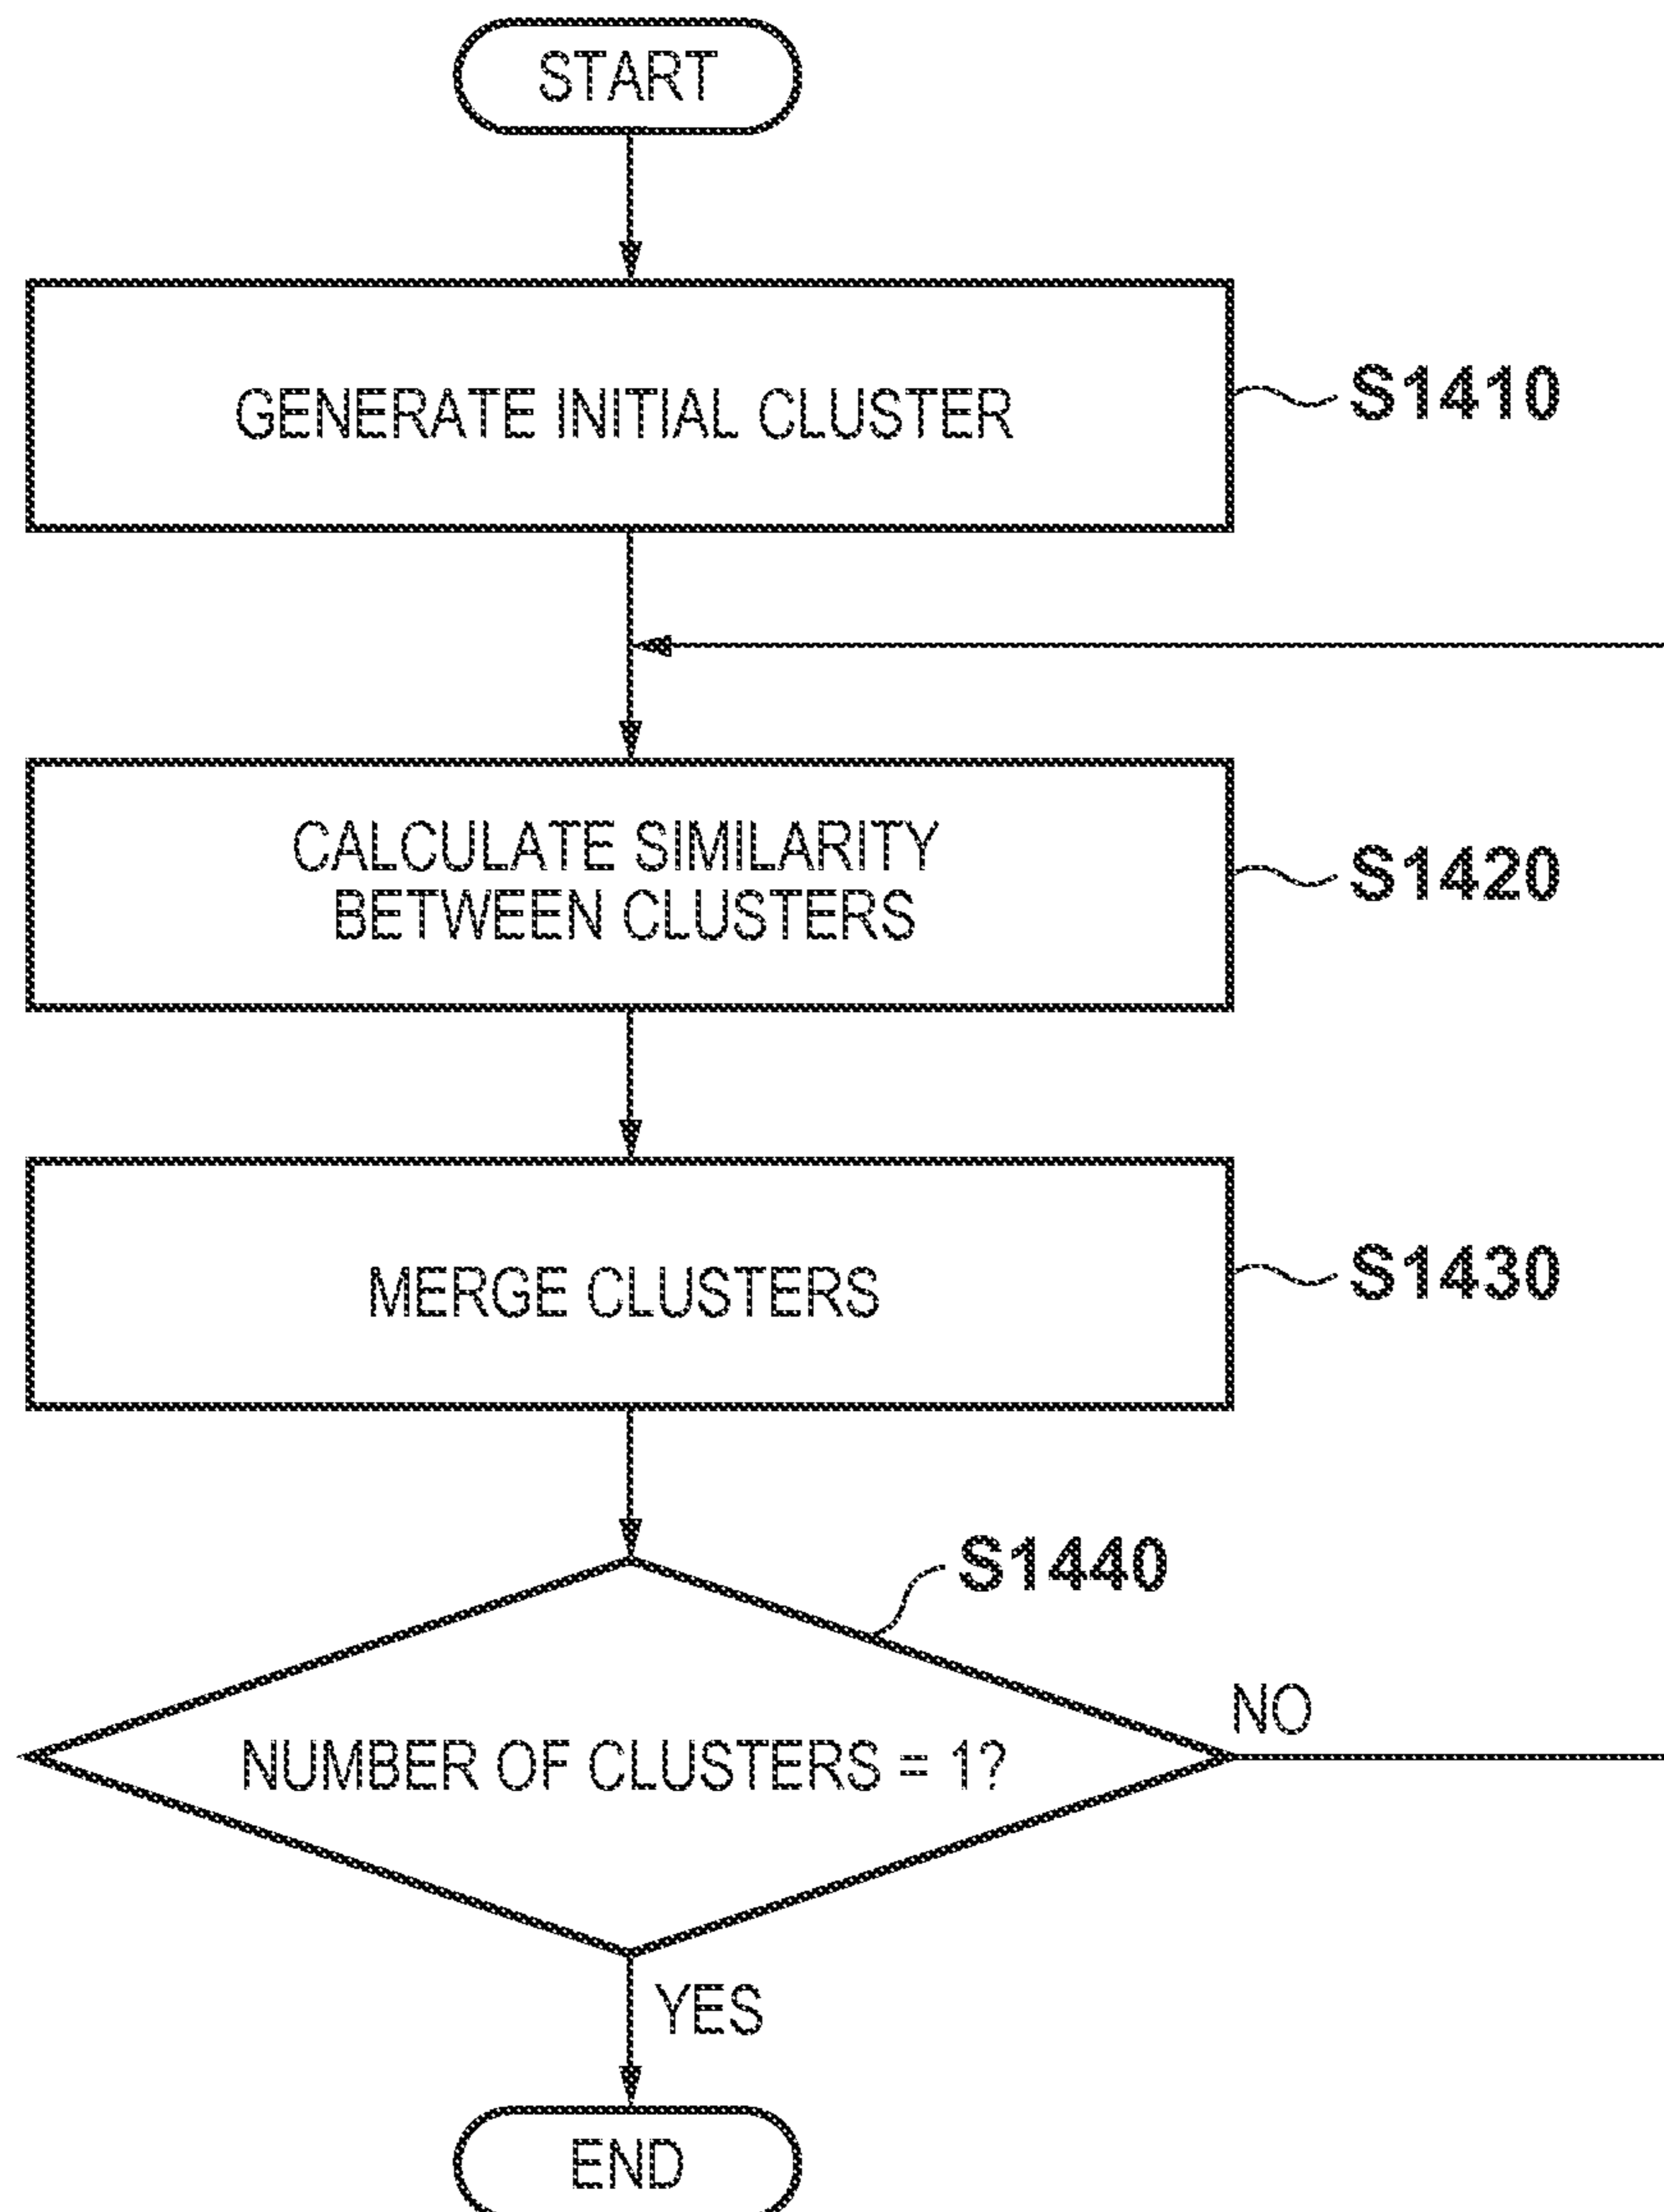 START
GENERATE INITIAL CLUSTER
S1410
CALCULATE SIMILARITY
BETWEEN CLUSTERS
S1420
MERGE CLUSTERS
S1430
S1440
NUMBER OF CLUSTERS = 1?
NO
YES
END